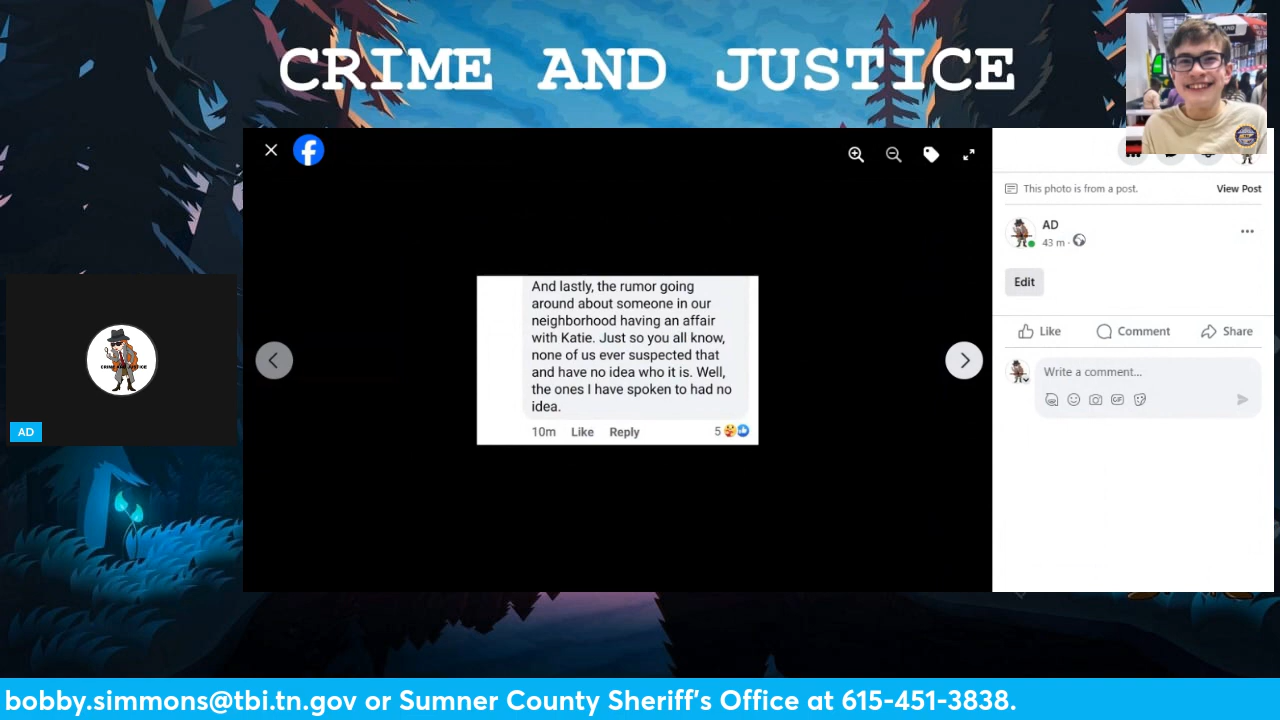 CRIME AND JUSTICE
This photo is from a post.
View Post
AD
43 m
Edit
Like
Comment
Share
Write a comment...
GIF
And lastly, the rumor going
around about someone in our
neighborhood having an affair
with Katie. Just so you all know,
none of us ever suspected that
and have no idea who it is. Well,
the ones I have spoken to had no
idea.
10m Like Reply 5
CRIME AND JUSTICE
AD
bobby.simmons@tbi.tn.gov or Sumner County Sheriff's Office at 615-451-3838.